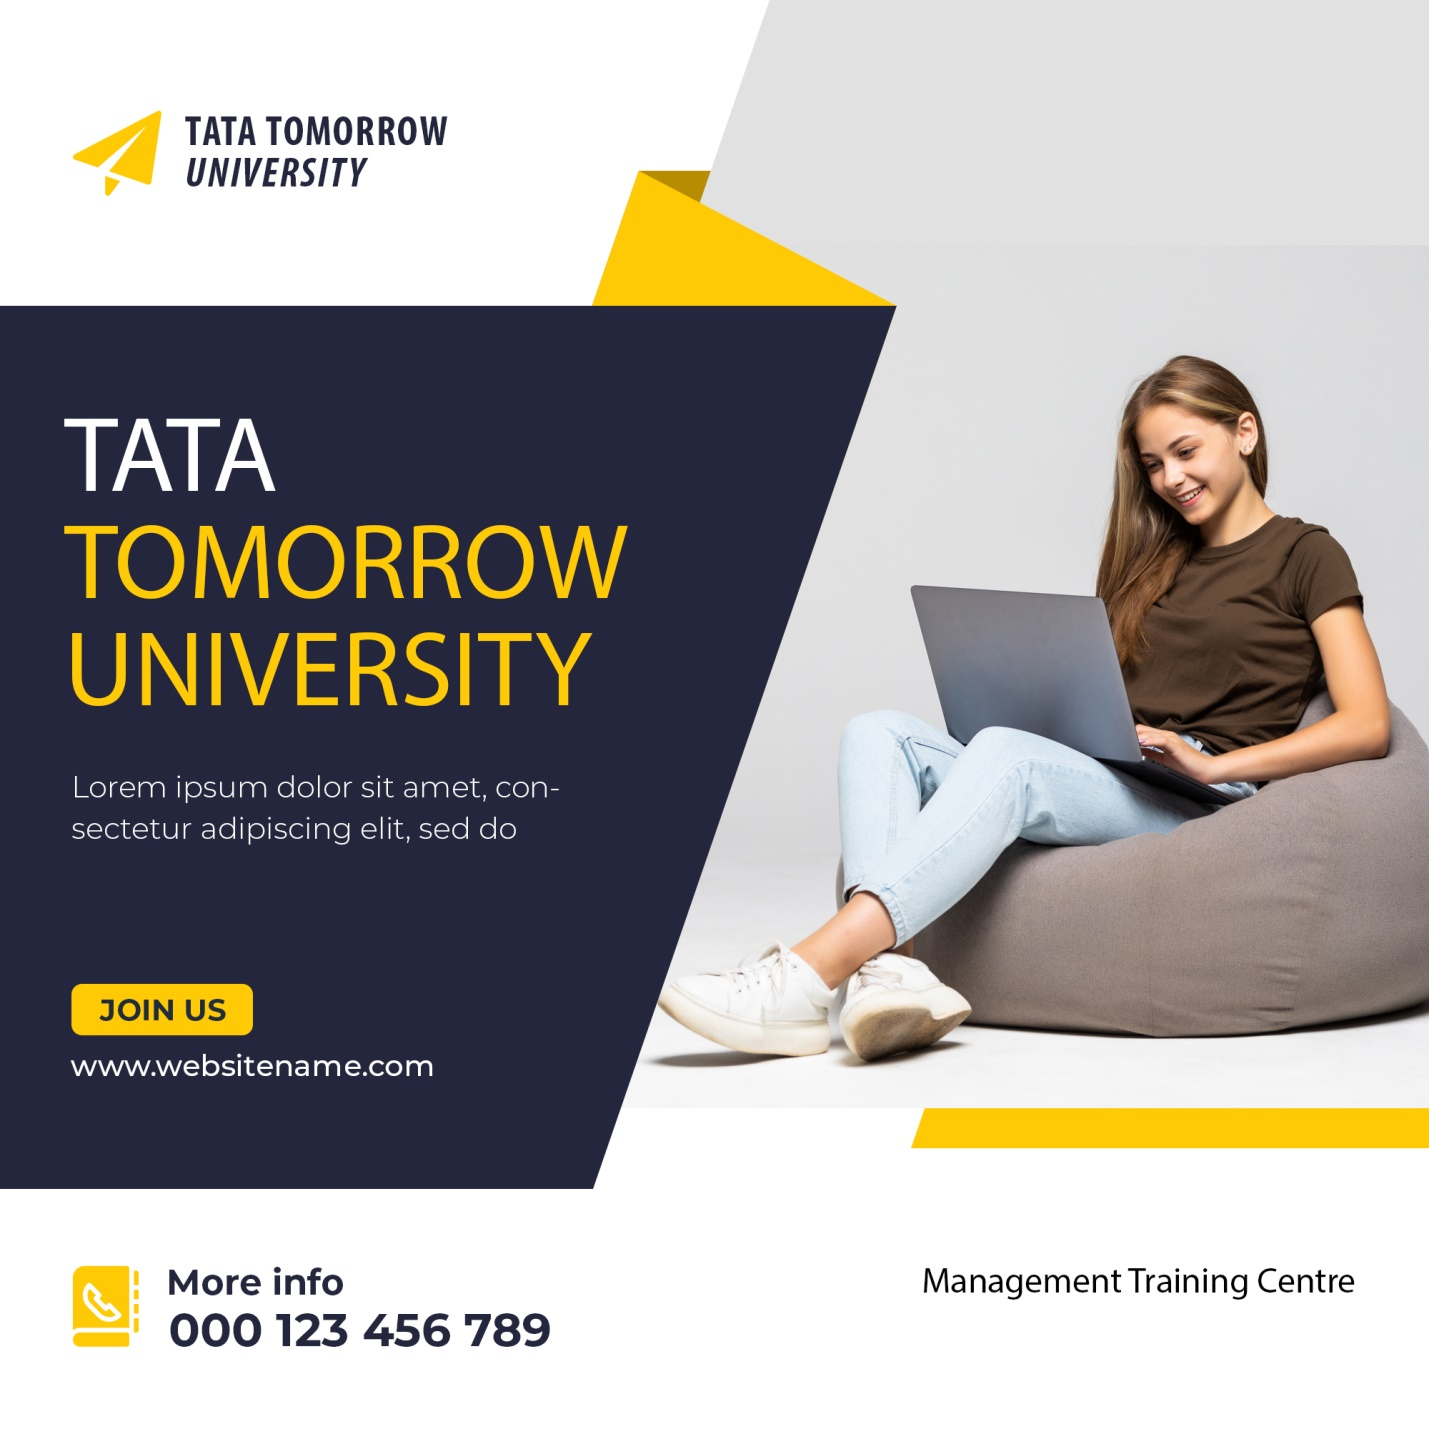 TATA TOMORROW
UNIVERSITY
TATA
TOMORROW
UNIVERSITY
Lorem ipsum dolor sit amet, con-
sectetur adipiscing elit, sed do
JOIN US
www.websitename.com
More info
000 123 456 789
Management Training Centre